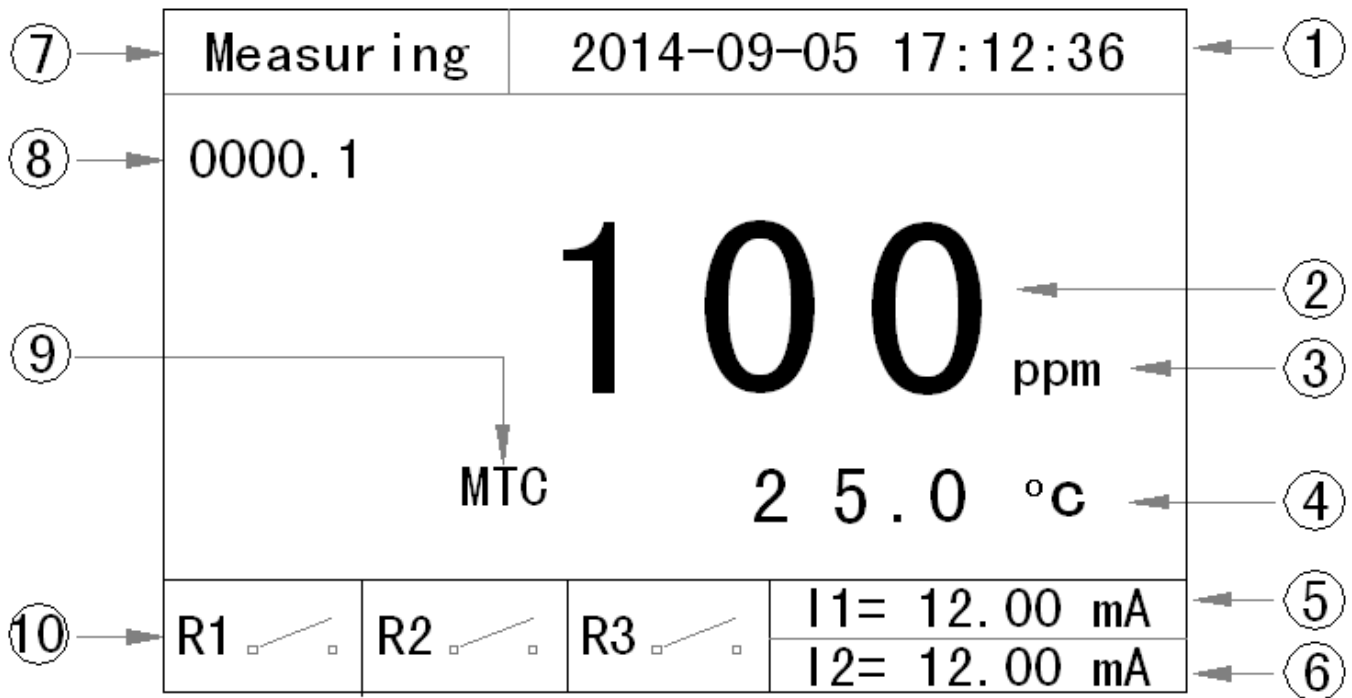 ⑦ Measuring 2014-09-05 17:12:36 ①
⑧ 0000.1
100 ②
⑨ ppm ③
MTC 25.0 °C ④
I1= 12.00 mA ⑤
⑩ R1 R2 R3
I2= 12.00 mA ⑥